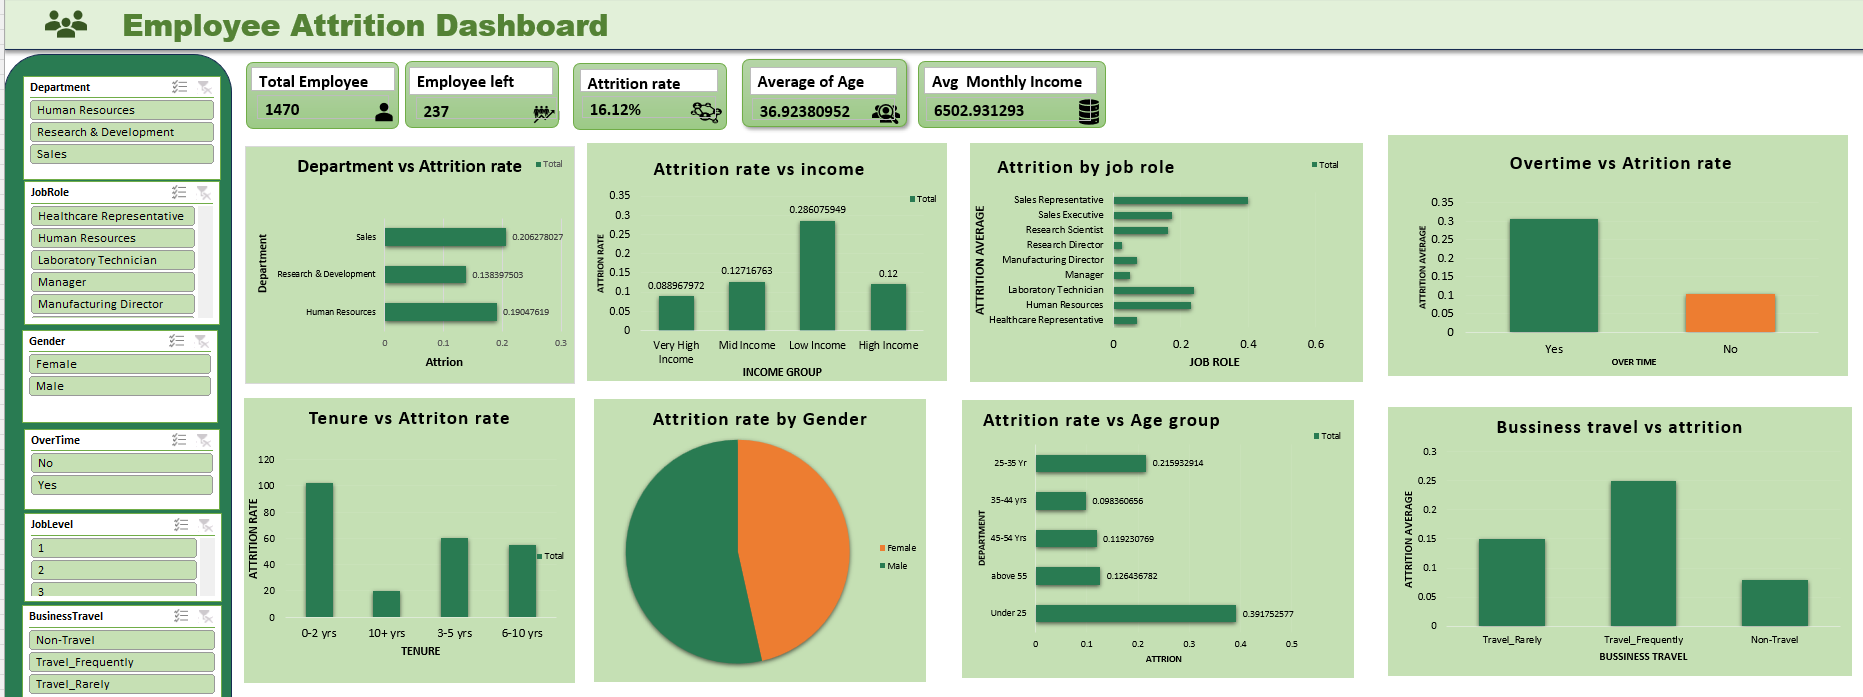 Employee Attrition Dashboard
Department
Human Resources
Research & Development
Sales
JobRole
Healthcare Representative
Human Resources
Laboratory Technician
Manager
Manufacturing Director
Gender
Female
Male
OverTime
No
Yes
JobLevel
1
2
3
BusinessTravel
Non-Travel
Travel_Frequently
Travel_Rarely
Total Employee
1470
Employee left
237
Attrition rate
16.12%
Average of Age
36.92380952
Avg Monthly Income
6502.931293
Department vs Attrition rate
Total
Department
Sales
0.206278027
Research & Development
0.138397503
Human Resources
0.19047619
0 0.1 0.2 0.3
Attrion
Attrition rate vs income
Total
ATTRION RATE
0.35
0.3
0.25
0.2
0.15
0.1
0.05
0
0.088967972
0.12716763
0.286075949
0.12
Very High Income
Mid Income
Low Income
High Income
INCOME GROUP
Attrition by job role
Total
ATTRITION AVERAGE
Sales Representative
Sales Executive
Research Scientist
Research Director
Manufacturing Director
Manager
Laboratory Technician
Human Resources
Healthcare Representative
0 0.2 0.4 0.6
JOB ROLE
Overtime vs Atrition rate
ATTRITION AVERAGE
0.35
0.3
0.25
0.2
0.15
0.1
0.05
0
Yes
No
OVER TIME
Tenure vs Attriton rate
ATTRITION RATE
120
100
80
60
40
20
0
Total
0-2 yrs
10+ yrs
3-5 yrs
6-10 yrs
TENURE
Attrition rate by Gender
Female
Male
Attrition rate vs Age group
Total
DEPARTMENT
25-35 Yr
0.215932914
35-44 yrs
0.098360656
45-54 Yrs
0.119230769
above 55
0.126436782
Under 25
0.391752577
0 0.1 0.2 0.3 0.4 0.5
ATTRION
Bussiness travel vs attrition
ATTRITION AVERAGE
0.3
0.25
0.2
0.15
0.1
0.05
0
Travel_Rarely
Travel_Frequently
Non-Travel
BUSSINESS TRAVEL